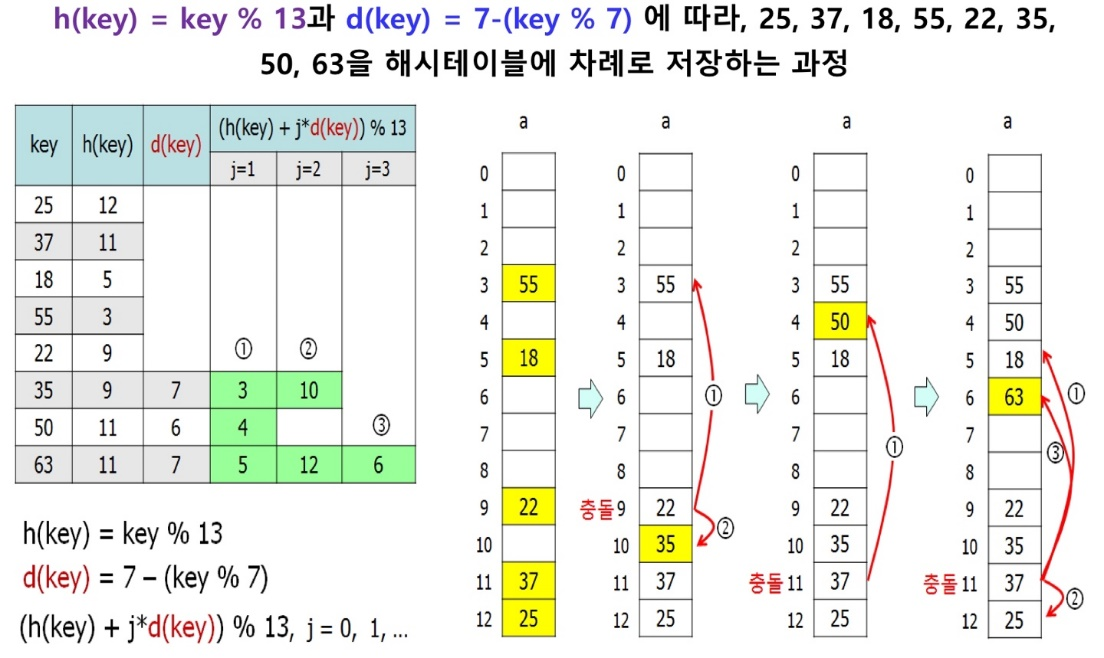 h(key) = key % 13과 d(key) = 7-(key % 7) 에 따라, 25, 37, 18, 55, 22, 35,
50, 63을 해시테이블에 차례로 저장하는 과정
key h(key) d(key) (h(key) + j*d(key)) % 13
j=1 j=2 j=3
25 12
37 11
18 5
55 3
22 9 ① ②
35 9 7 3 10
50 11 6 4 ③
63 11 7 5 12 6
h(key) = key % 13
d(key) = 7 – (key % 7)
(h(key) + j*d(key)) % 13, j = 0, 1, ...
a a a a
0 0 0 0
1 1 1 1
2 2 2 2
3 55 3 55 3 55 3 55
4 4 4 50 4 50
5 18 5 18 5 18 5 18
6 6 6 6 63
① ① ① ③
7 7 7 7
8 8 8 8
9 22 충돌 9 22 9 22 9 22
② ②
10 10 35 10 35 10 35
11 37 11 37 충돌 11 37 충돌 11 37
12 25 12 25 12 25 12 25